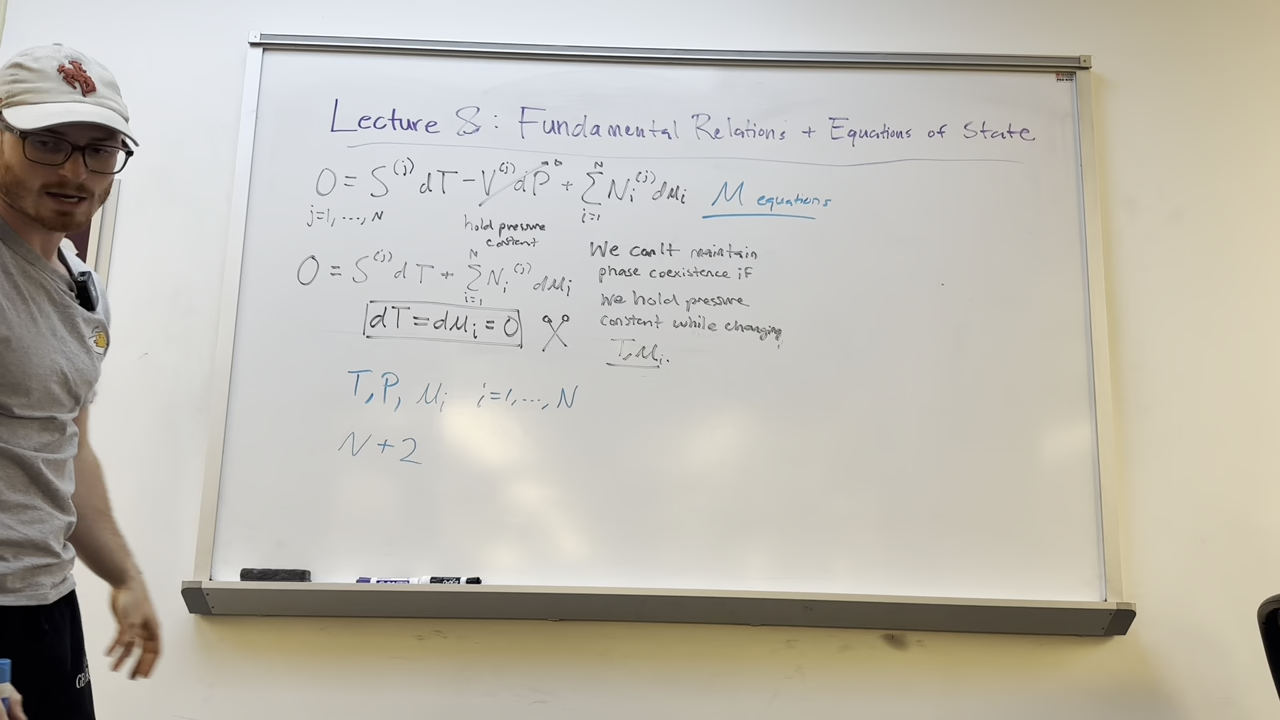 Lecture 8: Fundamental Relations + Equations of State
0 = S^(j) dT - V^(j) dP→0 + Σ_{i=1}^{N} N_i^(j) dμ_i M equations
j=1, ..., N
hold pressure
constant
0 = S^(j) dT + Σ_{i=1}^{N} N_i^(j) dμ_i
dT = dμ_i = 0
We can't maintain
phase coexistence if
we hold pressure
constant while changing
T, μ_i.
T, P, μ_i i=1, ..., N
N+2